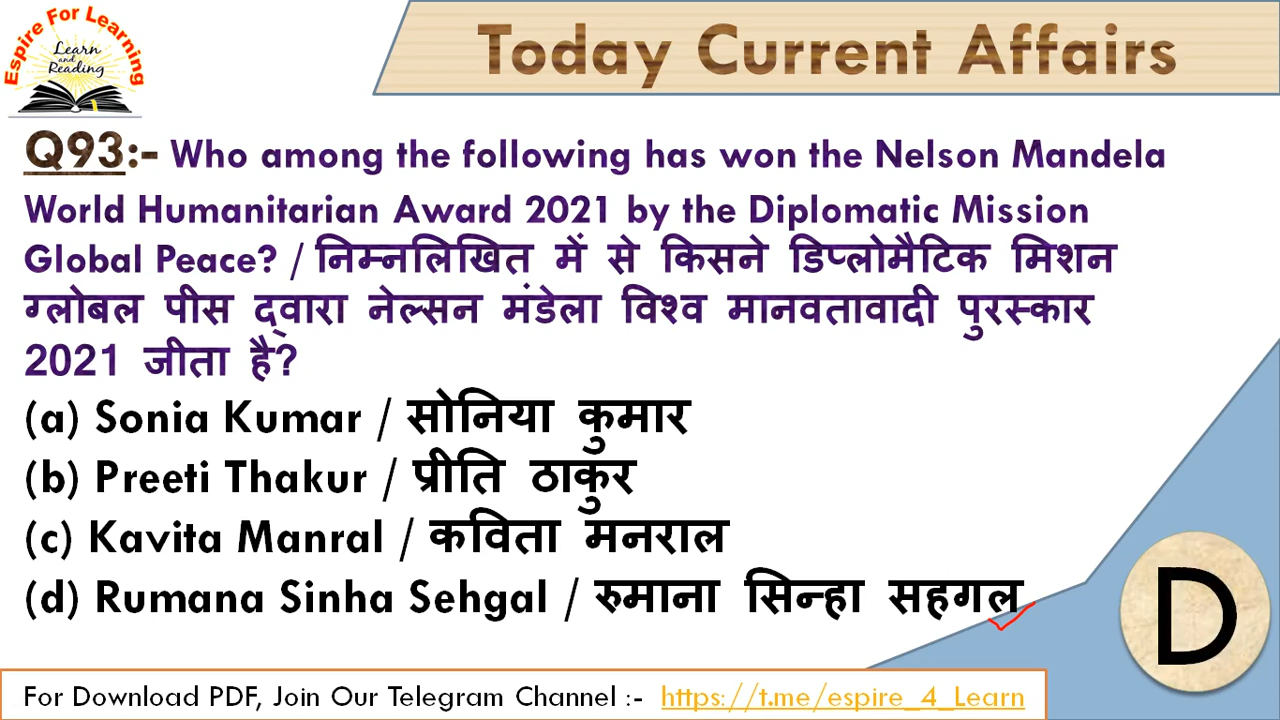 Espire For Learning
Learn
and
Reading
Today Current Affairs
Q93:- Who among the following has won the Nelson Mandela
World Humanitarian Award 2021 by the Diplomatic Mission
Global Peace? / निम्नलिखित में से किसने डिप्लोमैटिक मिशन
ग्लोबल पीस द्वारा नेल्सन मंडेला विश्व मानवतावादी पुरस्कार
2021 जीता है?
(a) Sonia Kumar / सोनिया कुमार
(b) Preeti Thakur / प्रीति ठाकुर
(c) Kavita Manral / कविता मनराल
(d) Rumana Sinha Sehgal / रुमाना सिन्हा सहगल
D
For Download PDF, Join Our Telegram Channel :- https://t.me/espire_4_Learn